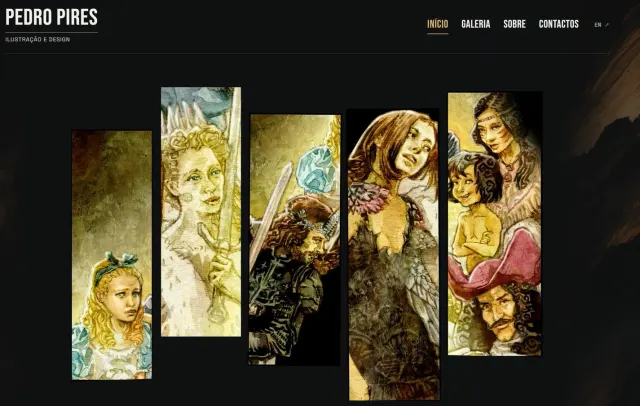 PEDRO PIRES
ILUSTRAÇÃO E DESIGN
INÍCIO GALERIA SOBRE CONTACTOS EN